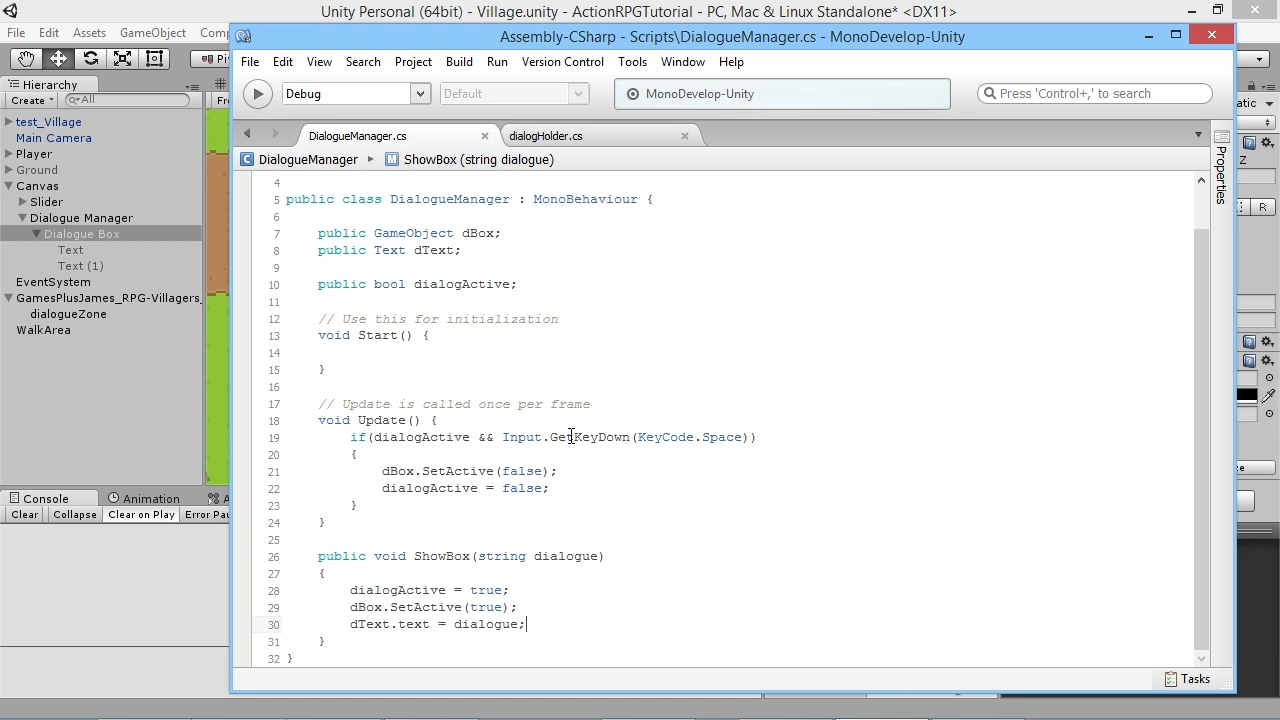 Unity Personal (64bit) - Village.unity - ActionRPGTutorial - PC, Mac & Linux Standalone* <DX11>
File Edit Assets GameObject
Assembly-CSharp - Scripts\DialogueManager.cs - MonoDevelop-Unity
File Edit View Search Project Build Run Version Control Tools Window Help
Debug Default MonoDevelop-Unity Press 'Control+,' to search
Hierarchy
Create All
test_Village
Main Camera
Player
Ground
Canvas
Slider
Dialogue Manager
Dialogue Box
Text
Text (1)
EventSystem
GamesPlusJames_RPG-Villagers_
dialogueZone
WalkArea
Console Animation
Clear Collapse Clear on Play Error Pau
DialogueManager.cs dialogHolder.cs
DialogueManager ShowBox (string dialogue)
4
5 public class DialogueManager : MonoBehaviour {
6
7 public GameObject dBox;
8 public Text dText;
9
10 public bool dialogActive;
11
12 // Use this for initialization
13 void Start() {
14
15 }
16
17 // Update is called once per frame
18 void Update() {
19 if(dialogActive && Input.GetKeyDown(KeyCode.Space))
20 {
21 dBox.SetActive(false);
22 dialogActive = false;
23 }
24 }
25
26 public void ShowBox(string dialogue)
27 {
28 dialogActive = true;
29 dBox.SetActive(true);
30 dText.text = dialogue;
31 }
32 }
Properties
Z
R
Tasks